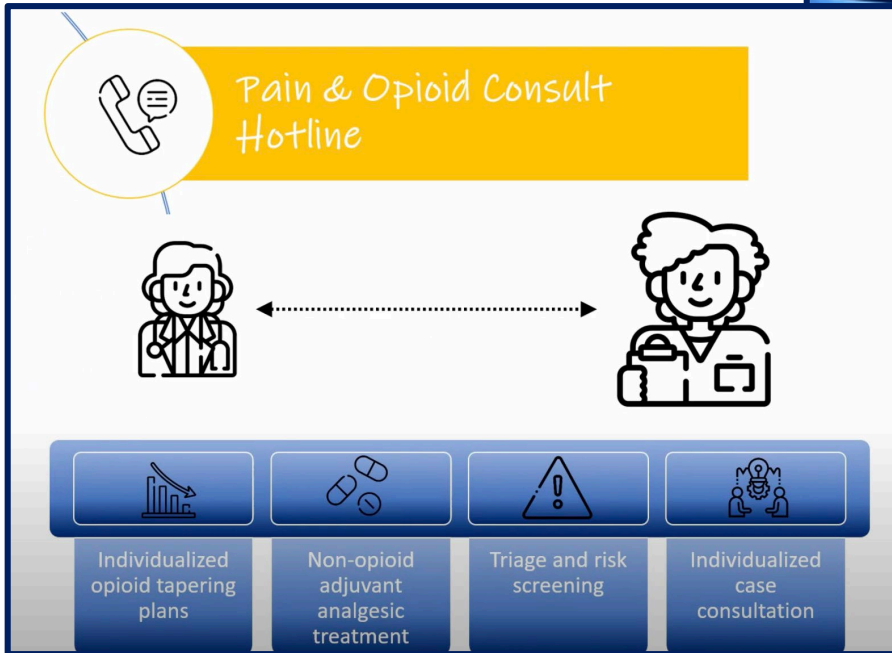 Pain & Opioid Consult
Hotline
Individualized
opioid tapering
plans
Non-opioid
adjuvant
analgesic
treatment
Triage and risk
screening
Individualized
case
consultation